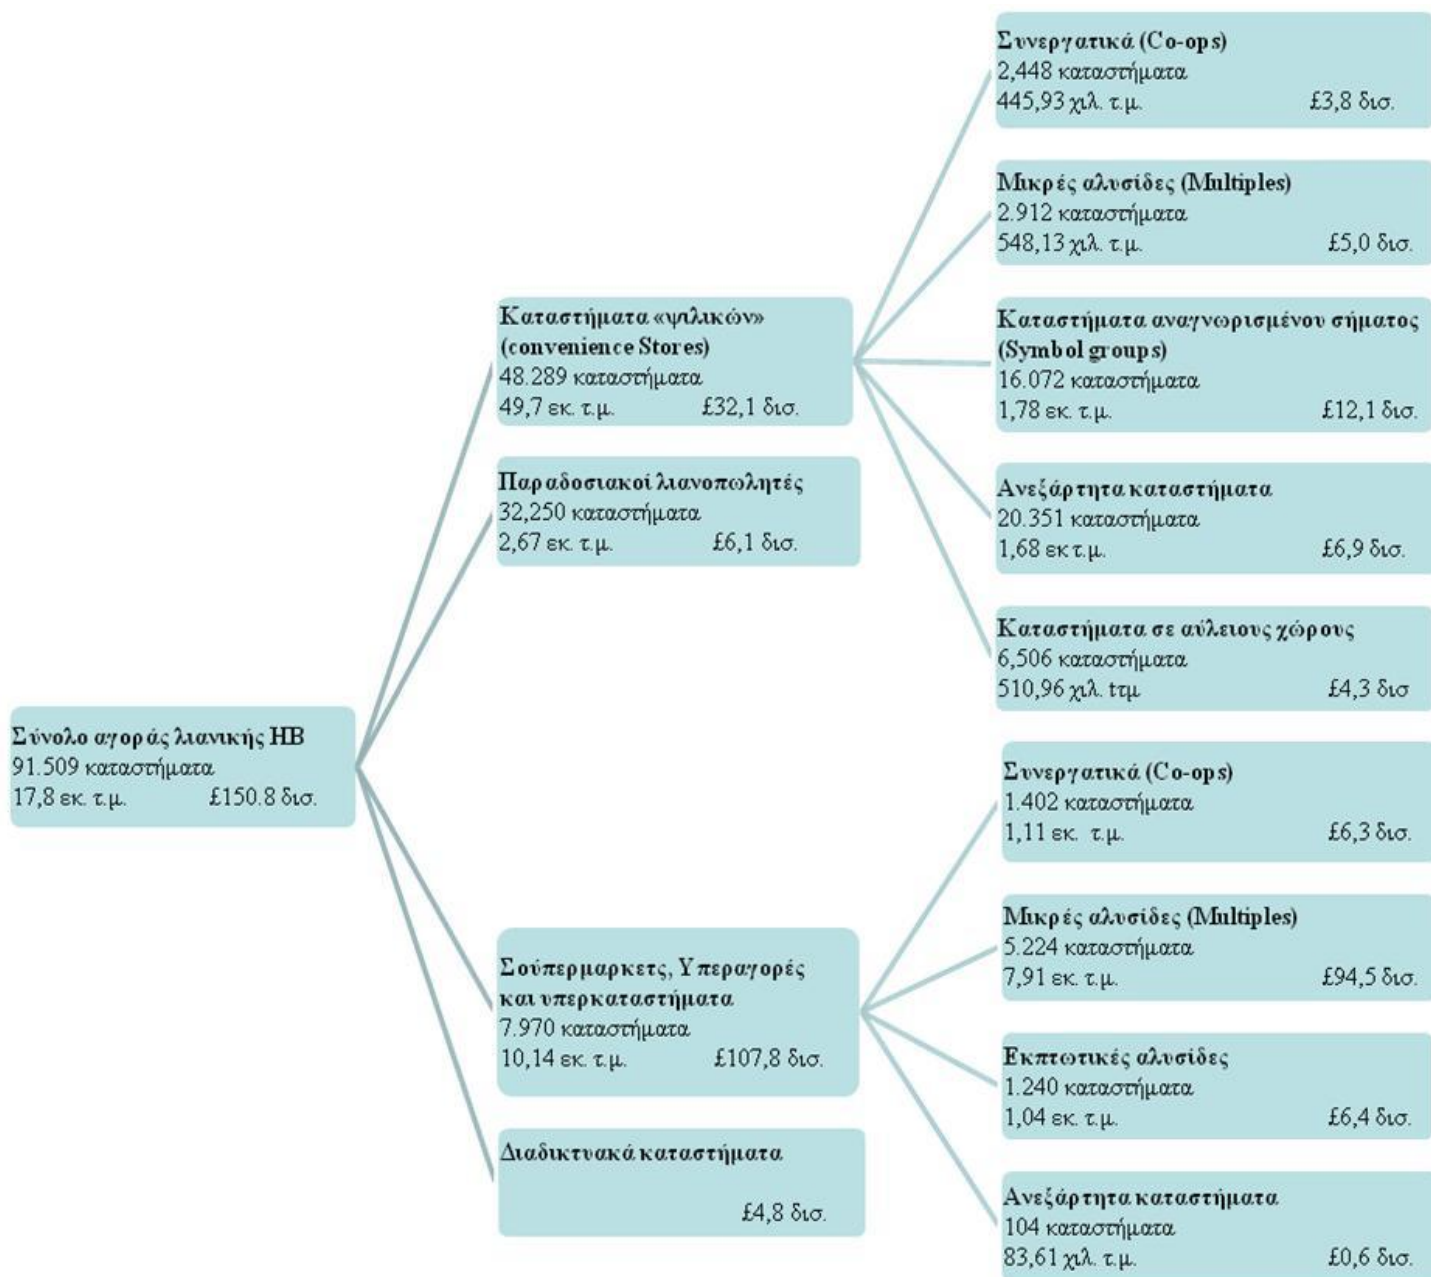 Σύνολο αγοράς λιανικής ΗΒ
91.509 καταστήματα
17,8 εκ. τ.μ. £150.8 δισ.
Καταστήματα «ψιλικών»
(convenience Stores)
48.289 καταστήματα
49,7 εκ. τ.μ. £32,1 δισ.
Παραδοσιακοί λιανοπωλητές
32,250 καταστήματα
2,67 εκ. τ.μ. £6,1 δισ.
Σούπερμαρκετς, Υπεραγορές
και υπερκαταστήματα
7.970 καταστήματα
10,14 εκ. τ.μ. £107,8 δισ.
Διαδικτυακά καταστήματα
£4,8 δισ.
Συνεργατικά (Co-ops)
2,448 καταστήματα
445,93 χιλ. τ.μ. £3,8 δισ.
Μικρές αλυσίδες (Multiples)
2.912 καταστήματα
548,13 χιλ. τ.μ. £5,0 δισ.
Καταστήματα αναγνωρισμένου σήματος
(Symbol groups)
16.072 καταστήματα
1,78 εκ. τ.μ. £12,1 δισ.
Ανεξάρτητα καταστήματα
20.351 καταστήματα
1,68 εκ τ.μ. £6,9 δισ.
Καταστήματα σε αύλειους χώρους
6,506 καταστήματα
510,96 χιλ. tτμ £4,3 δισ
Συνεργατικά (Co-ops)
1.402 καταστήματα
1,11 εκ. τ.μ. £6,3 δισ.
Μικρές αλυσίδες (Multiples)
5.224 καταστήματα
7,91 εκ. τ.μ. £94,5 δισ.
Εκπτωτικές αλυσίδες
1.240 καταστήματα
1,04 εκ. τ.μ. £6,4 δισ.
Ανεξάρτητα καταστήματα
104 καταστήματα
83,61 χιλ. τ.μ. £0,6 δισ.